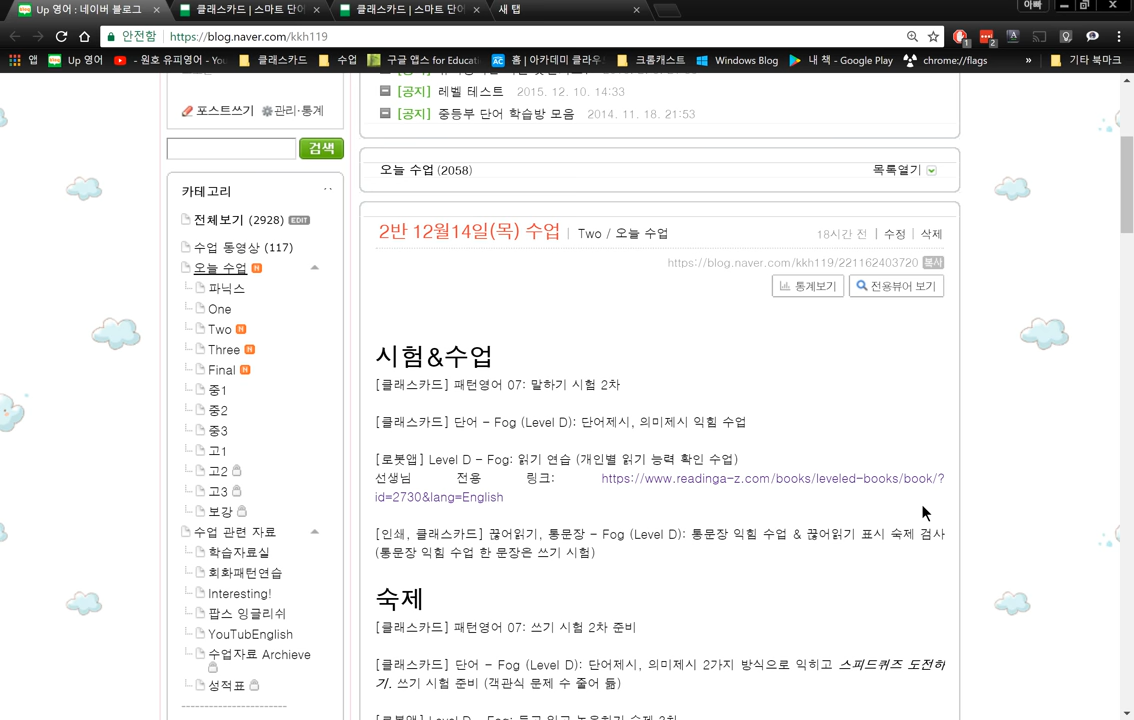 Up 영어 : 네이버 블로그
클래스카드 | 스마트 단어
클래스카드 | 스마트 단어
새 탭
아빠
안전함
https://blog.naver.com/kkh119
앱
Up 영어
- 원호 유피영어 - You
클래스카드
수업
구글 앱스 for Educati
홈 | 아카데미 클라우
크롬캐스트
Windows Blog
내 책 - Google Play
chrome://flags
»
기타 북마크
포스트쓰기
관리·통계
검색
카테고리
전체보기 (2928) EDIT
수업 동영상 (117)
오늘 수업 N
파닉스
One
Two N
Three N
Final N
중1
중2
중3
고1
고2
고3
보강
수업 관련 자료
학습자료실
회화패턴연습
Interesting!
팝스 잉글리쉬
YouTubEnglish
수업자료 Archieve
성적표
[공지] 레벨 테스트 2015. 12. 10. 14:33
[공지] 중등부 단어 학습방 모음 2014. 11. 18. 21:53
오늘 수업 (2058)
목록열기
2반 12월14일(목) 수업 | Two / 오늘 수업
18시간 전 | 수정 | 삭제
https://blog.naver.com/kkh119/221162403720 복사
통계보기
전용뷰어 보기
시험&수업
[클래스카드] 패턴영어 07: 말하기 시험 2차
[클래스카드] 단어 - Fog (Level D): 단어제시, 의미제시 익힘 수업
[로봇앱] Level D - Fog: 읽기 연습 (개인별 읽기 능력 확인 수업)
선생님 전용 링크: https://www.readinga-z.com/books/leveled-books/book/?
id=2730&lang=English
[인쇄, 클래스카드] 끊어읽기, 통문장 - Fog (Level D): 통문장 익힘 수업 & 끊어읽기 표시 숙제 검사
(통문장 익힘 수업 한 문장은 쓰기 시험)
숙제
[클래스카드] 패턴영어 07: 쓰기 시험 2차 준비
[클래스카드] 단어 - Fog (Level D): 단어제시, 의미제시 2가지 방식으로 익히고 스피드퀴즈 도전하
기. 쓰기 시험 준비 (객관식 문제 수 줄어 듦)